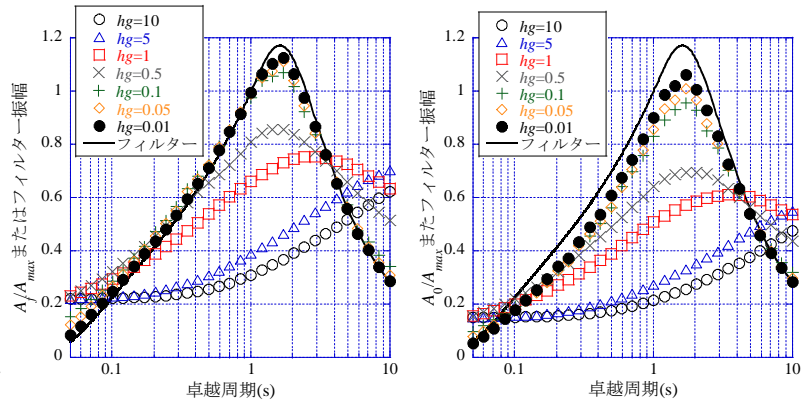 hg=10
hg=5
hg=1
hg=0.5
hg=0.1
hg=0.05
hg=0.01
フィルター
1.2
1
0.8
0.6
0.4
0.2
0
0.1
1
10
A_f/A_max またはフィルター振幅
卓越周期(s)
hg=10
hg=5
hg=1
hg=0.5
hg=0.1
hg=0.05
hg=0.01
フィルター
1.2
1
0.8
0.6
0.4
0.2
0
0.1
1
10
A_0/A_max またフィルター振幅
卓越周期(s)